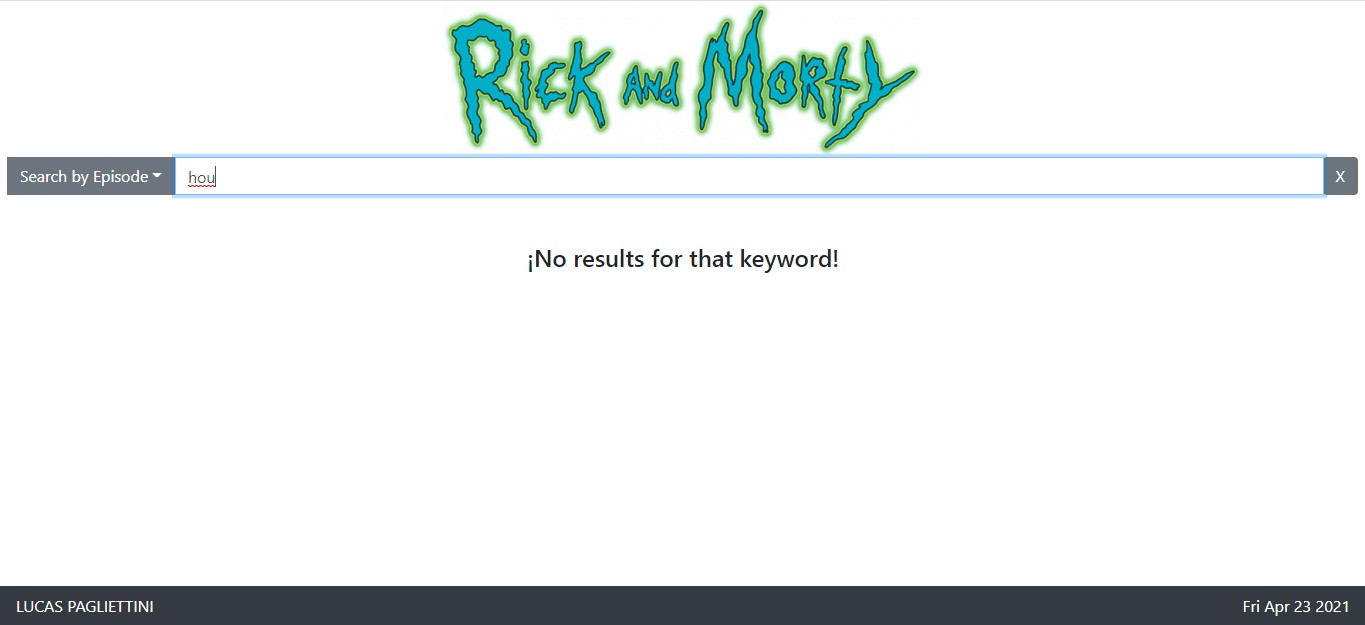 Rick and Morty
Search by Episode hou X
¡No results for that keyword!
LUCAS PAGLIETTINI Fri Apr 23 2021